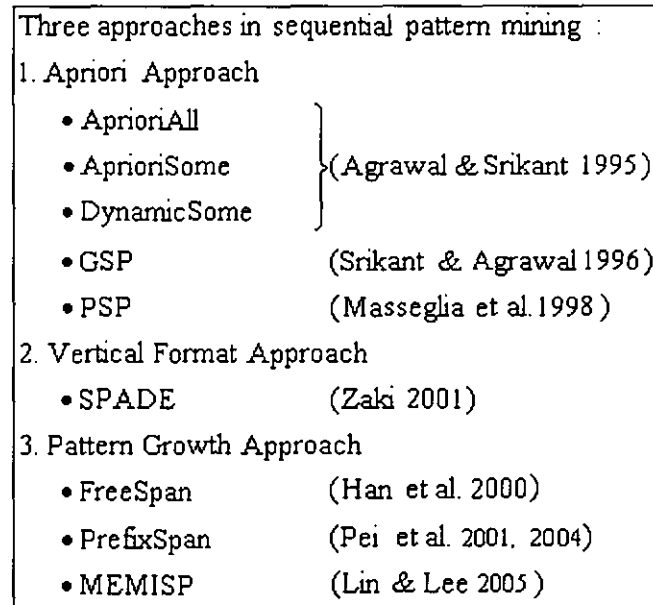 Three approaches in sequential pattern mining :
1. Apriori Approach
• AprioriAll
• AprioriSome (Agrawal & Srikant 1995)
• DynamicSome
• GSP (Srikant & Agrawal 1996)
• PSP (Masseglia et al. 1998)
2. Vertical Format Approach
• SPADE (Zaki 2001)
3. Pattern Growth Approach
• FreeSpan (Han et al. 2000)
• PrefixSpan (Pei et al. 2001, 2004)
• MEMISP (Lin & Lee 2005)